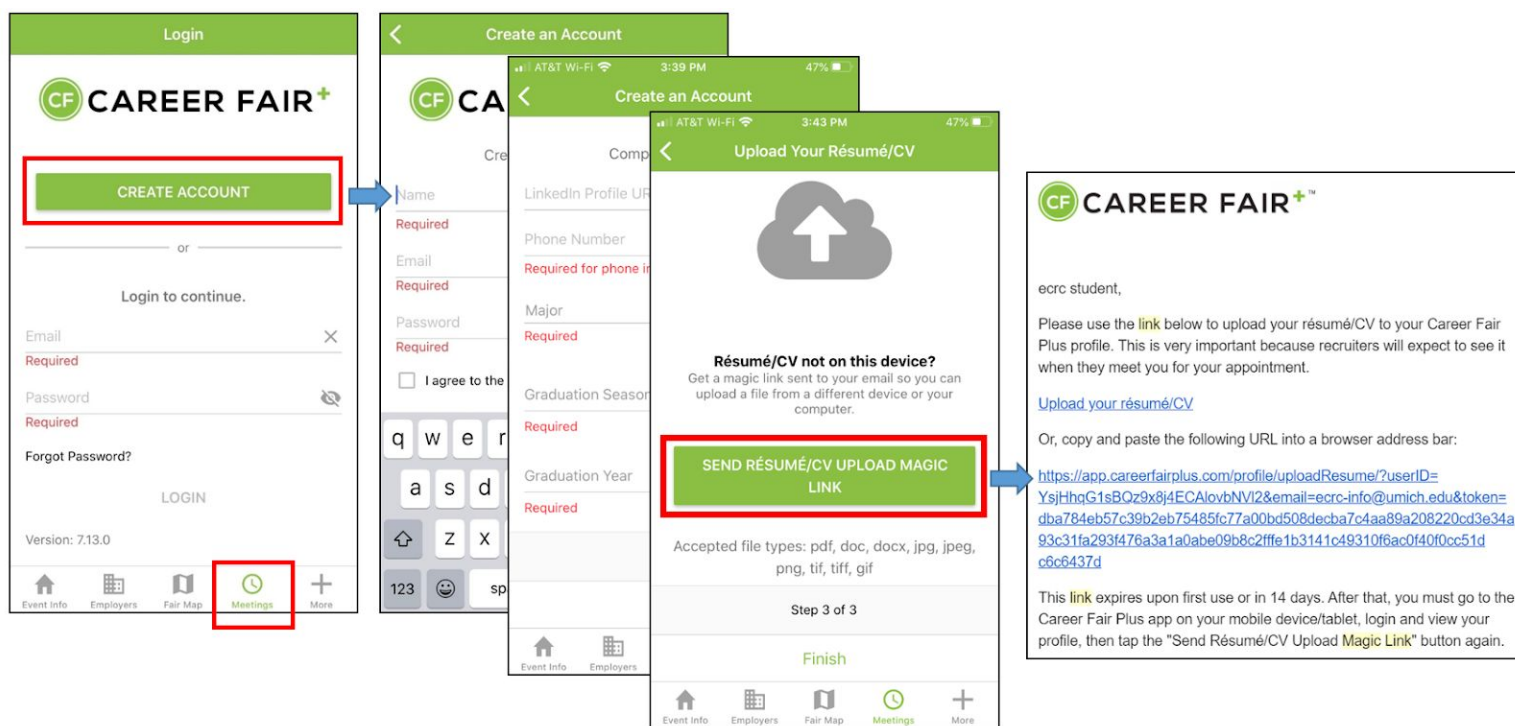 Login
CF CAREER FAIR+
CREATE ACCOUNT
or
Login to continue.
Email
Required
Password
Required
Forgot Password?
LOGIN
Version: 7.13.0
Event Info Employers Fair Map Meetings More
Create an Account
CF CA
Cre
Name
Required
Email
Required
Password
Required
I agree to the
q w e r
a s d
z x
123 sp
AT&T Wi-Fi 3:39 PM 47%
Create an Account
Comp
LinkedIn Profile UR
Phone Number
Required for phone in
Major
Required
Graduation Season
Required
Graduation Year
Required
Event Info Employers
AT&T Wi-Fi 3:43 PM 47%
Upload Your Résumé/CV
Résumé/CV not on this device?
Get a magic link sent to your email so you can
upload a file from a different device or your
computer.
SEND RÉSUMÉ/CV UPLOAD MAGIC
LINK
Accepted file types: pdf, doc, docx, jpg, jpeg,
png, tif, tiff, gif
Step 3 of 3
Finish
Event Info Employers Fair Map Meetings More
CF CAREER FAIR+™
ecrc student,
Please use the link below to upload your résumé/CV to your Career Fair
Plus profile. This is very important because recruiters will expect to see it
when they meet you for your appointment.
Upload your résumé/CV
Or, copy and paste the following URL into a browser address bar:
https://app.careerfairplus.com/profile/uploadResume/?userID=
YsjHhqG1sBQz9x8j4ECAlovbNVl2&email=ecrc-info@umich.edu&token=
dba784eb57c39b2eb75485fc77a00bd508decba7c4aa89a208220cd3e34a
93c31fa293f476a3a1a0abe09b8c2fffe1b3141c49310f6ac0f40f0cc51d
c6c6437d
This link expires upon first use or in 14 days. After that, you must go to the
Career Fair Plus app on your mobile device/tablet, login and view your
profile, then tap the "Send Résumé/CV Upload Magic Link" button again.